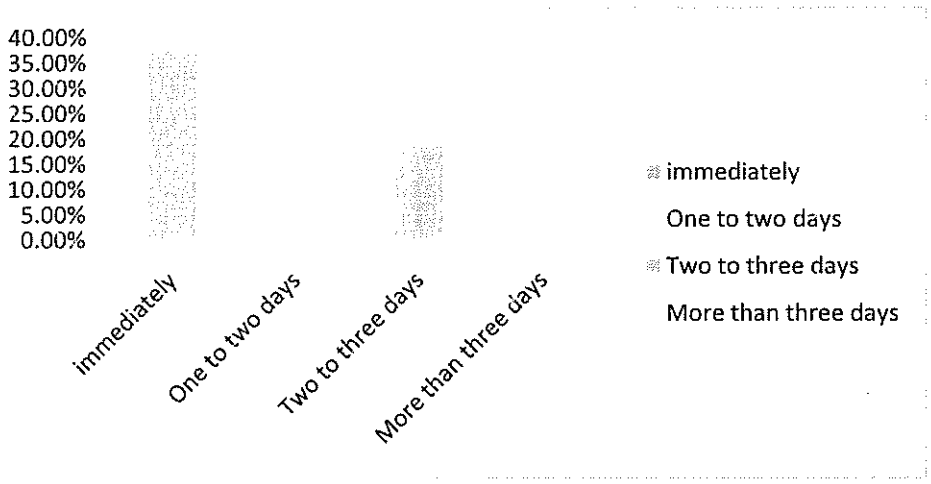 40.00%
35.00%
30.00%
25.00%
20.00%
15.00%
10.00%
5.00%
0.00%
immediately
One to two days
Two to three days
More than three days
immediately
One to two days
Two to three days
More than three days